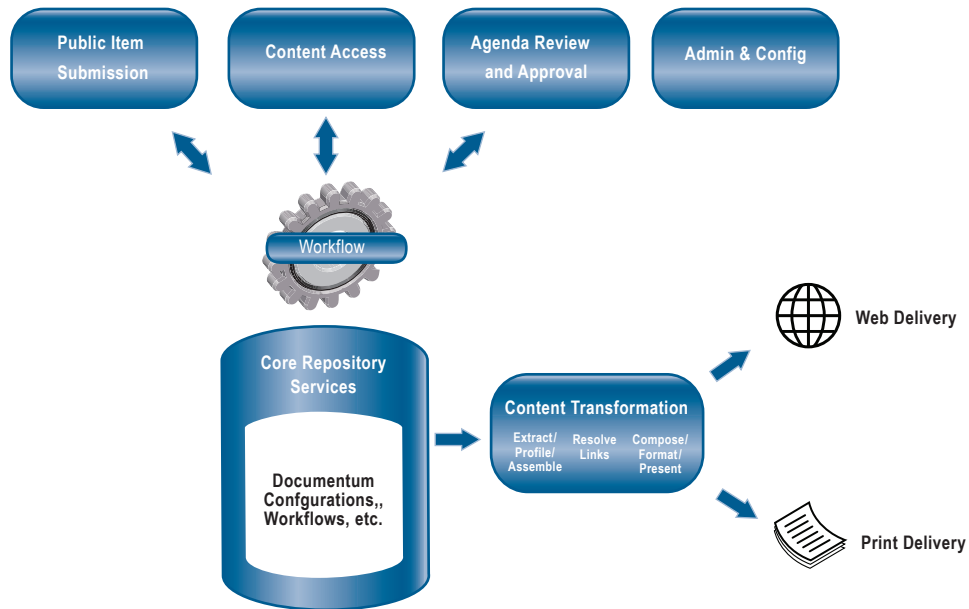 Public Item
Submission
Content Access
Agenda Review
and Approval
Admin & Config
Workflow
Core Repository
Services
Documentum
Confgurations,,
Workflows, etc.
Content Transformation
Extract/
Profile/
Assemble
Resolve
Links
Compose/
Format/
Present
Web Delivery
Print Delivery